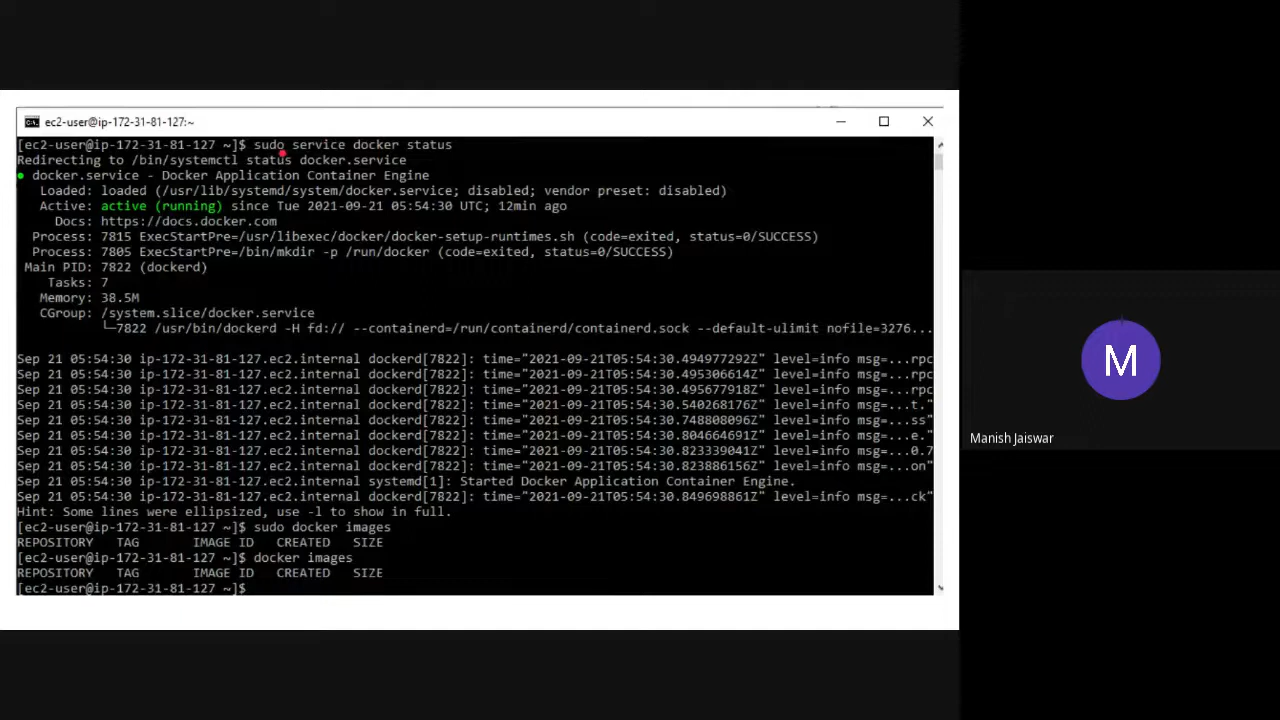 ec2-user@ip-172-31-81-127:~
[ec2-user@ip-172-31-81-127 ~]$ sudo service docker status
Redirecting to /bin/systemctl status docker.service
● docker.service - Docker Application Container Engine
Loaded: loaded (/usr/lib/systemd/system/docker.service; disabled; vendor preset: disabled)
Active: active (running) since Tue 2021-09-21 05:54:30 UTC; 12min ago
Docs: https://docs.docker.com
Process: 7815 ExecStartPre=/usr/libexec/docker/docker-setup-runtimes.sh (code=exited, status=0/SUCCESS)
Process: 7805 ExecStartPre=/bin/mkdir -p /run/docker (code=exited, status=0/SUCCESS)
Main PID: 7822 (dockerd)
Tasks: 7
Memory: 38.5M
CGroup: /system.slice/docker.service
└─7822 /usr/bin/dockerd -H fd:// --containerd=/run/containerd/containerd.sock --default-ulimit nofile=3276...
Sep 21 05:54:30 ip-172-31-81-127.ec2.internal dockerd[7822]: time="2021-09-21T05:54:30.494977292Z" level=info msg=...rpc
Sep 21 05:54:30 ip-172-31-81-127.ec2.internal dockerd[7822]: time="2021-09-21T05:54:30.495306614Z" level=info msg=...rpc
Sep 21 05:54:30 ip-172-31-81-127.ec2.internal dockerd[7822]: time="2021-09-21T05:54:30.495677918Z" level=info msg=...rpc
Sep 21 05:54:30 ip-172-31-81-127.ec2.internal dockerd[7822]: time="2021-09-21T05:54:30.540268176Z" level=info msg=...t,"
Sep 21 05:54:30 ip-172-31-81-127.ec2.internal dockerd[7822]: time="2021-09-21T05:54:30.748808096Z" level=info msg=...ss"
Sep 21 05:54:30 ip-172-31-81-127.ec2.internal dockerd[7822]: time="2021-09-21T05:54:30.804664691Z" level=info msg=...e."
Sep 21 05:54:30 ip-172-31-81-127.ec2.internal dockerd[7822]: time="2021-09-21T05:54:30.823339041Z" level=info msg=...0.7
Sep 21 05:54:30 ip-172-31-81-127.ec2.internal dockerd[7822]: time="2021-09-21T05:54:30.823886156Z" level=info msg=...on"
Sep 21 05:54:30 ip-172-31-81-127.ec2.internal systemd[1]: Started Docker Application Container Engine.
Sep 21 05:54:30 ip-172-31-81-127.ec2.internal dockerd[7822]: time="2021-09-21T05:54:30.849698861Z" level=info msg=...ck"
Hint: Some lines were ellipsized, use -l to show in full.
[ec2-user@ip-172-31-81-127 ~]$ sudo docker images
REPOSITORY TAG IMAGE ID CREATED SIZE
[ec2-user@ip-172-31-81-127 ~]$ docker images
REPOSITORY TAG IMAGE ID CREATED SIZE
[ec2-user@ip-172-31-81-127 ~]$
M
Manish Jaiswar